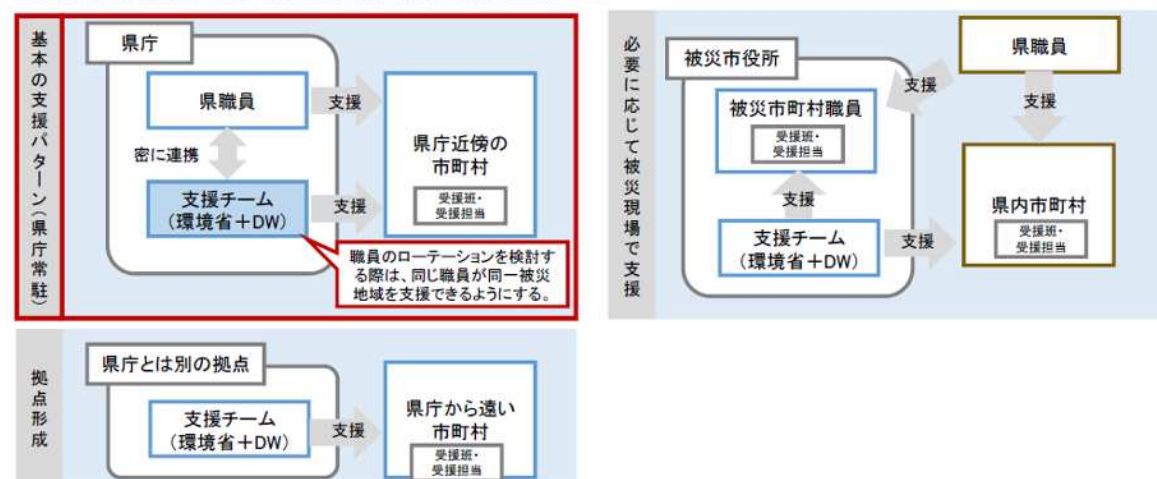 基本の支援パターン(県庁常駐)
県庁
県職員
支援
密に連携
支援チーム
(環境省+DW)
支援
県庁近傍の
市町村
受援班・
受援担当
職員のローテーションを検討す
る際は、同じ職員が同一被災
地域を支援できるようにする。
必要に応じて被災現場で支援
被災市役所
県職員
支援
支援
被災市町村職員
受援班・
受援担当
支援
支援チーム
(環境省+DW)
支援
県内市町村
受援班・
受援担当
拠点形成
県庁とは別の拠点
支援チーム
(環境省+DW)
支援
県庁から遠い
市町村
受援班・
受援担当